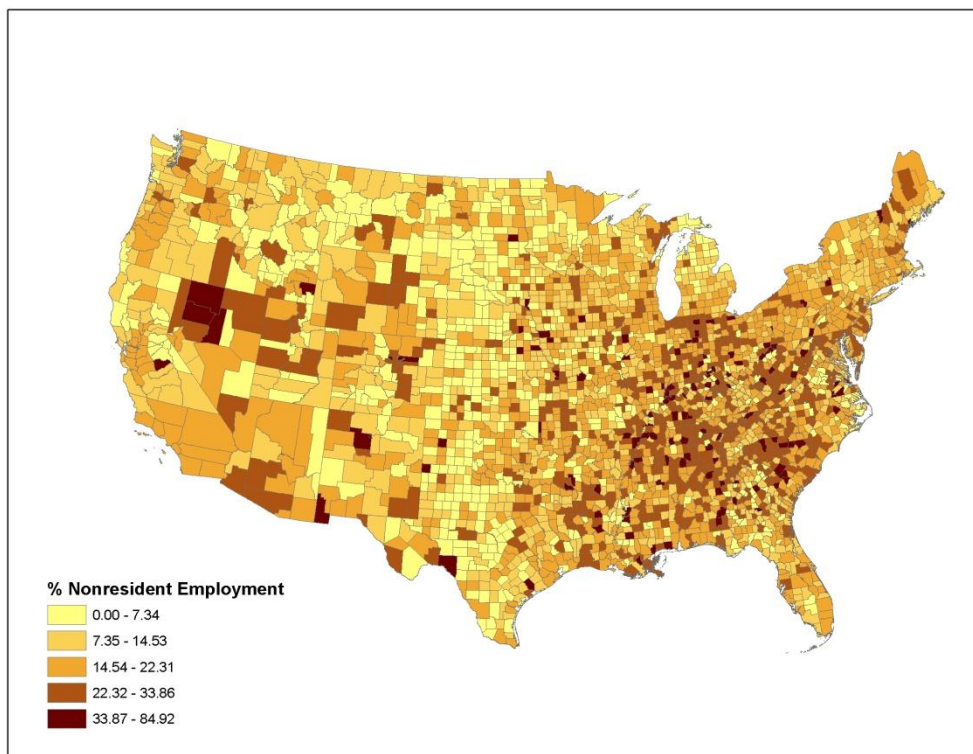 % Nonresident Employment
0.00 - 7.34
7.35 - 14.53
14.54 - 22.31
22.32 - 33.86
33.87 - 84.92